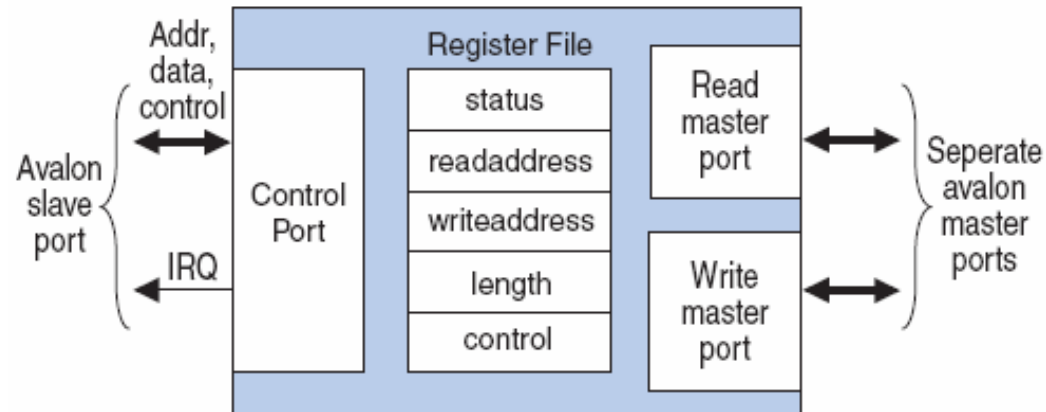 Addr,
data,
control
Avalon
slave
port
IRQ
Control
Port
Register File
status
readaddress
writeaddress
length
control
Read
master
port
Write
master
port
Seperate
avalon
master
ports